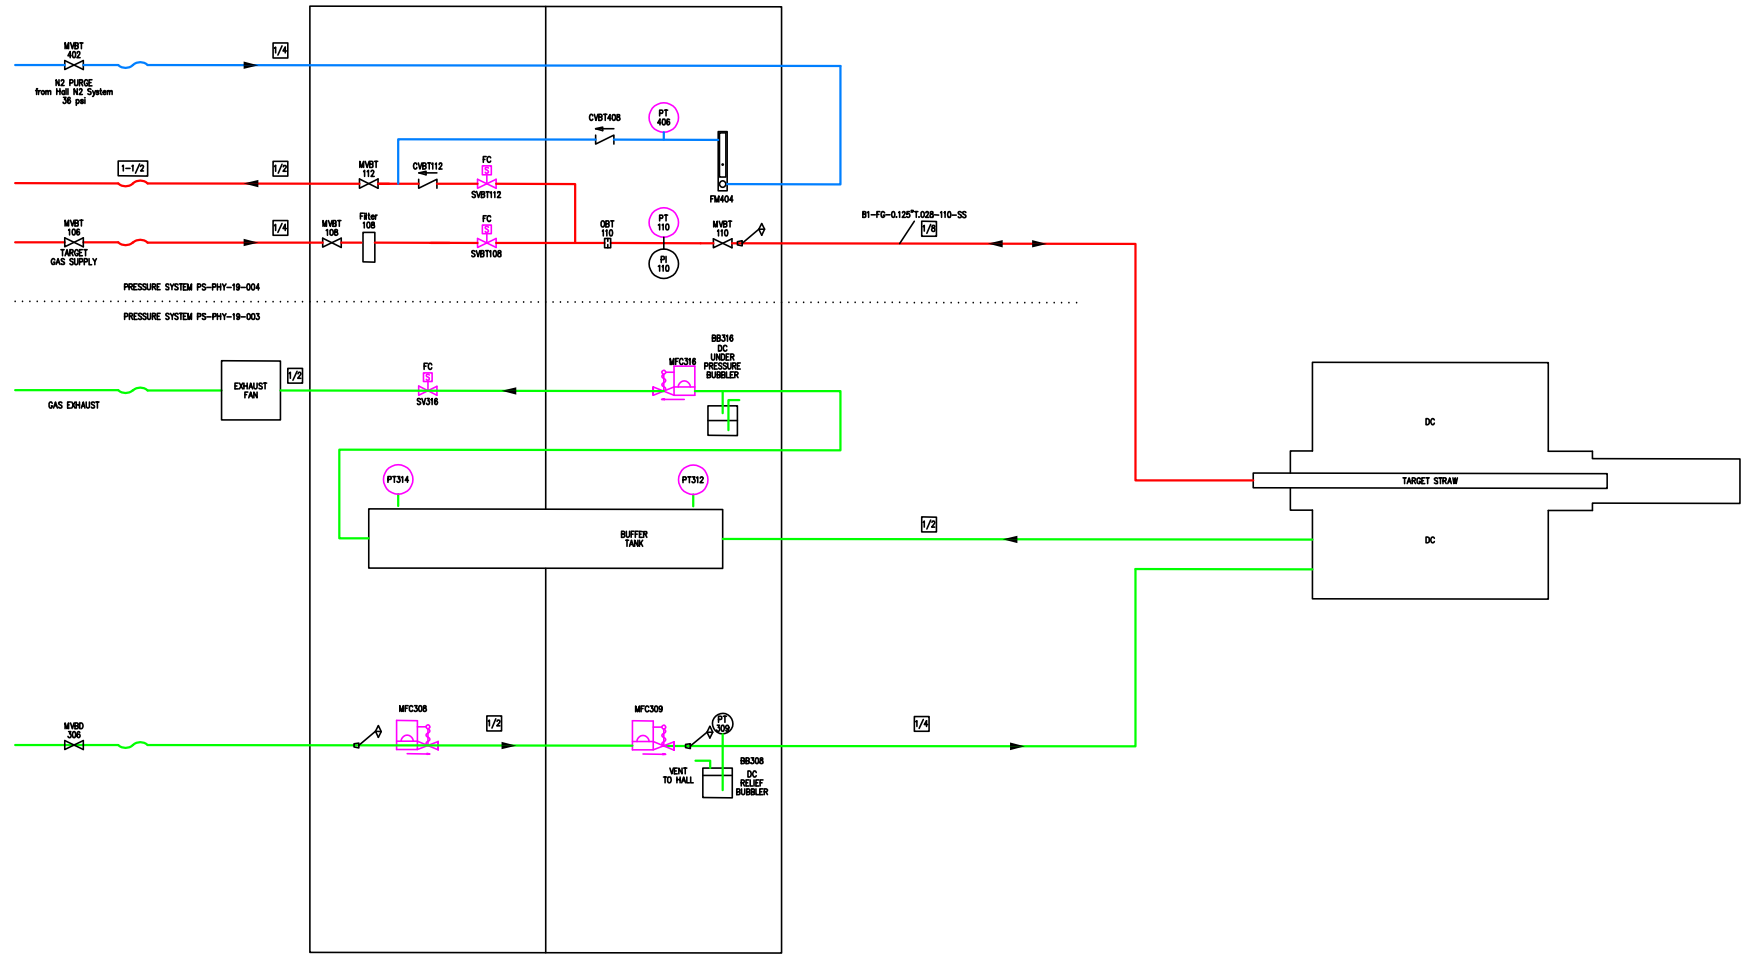 MVBT
402
1/4
N2 PURGE
from Hall N2 System
36 psi
CVBT408
PT
406
FM404
1-1/2
1/2
MVBT
112
CVBT112
FC
S
SVBT112
MVBT
106
TARGET
GAS SUPPLY
1/4
MVBT
108
Filter
108
FC
S
SVBT108
OBT
110
PT
110
PI
110
MVBT
110
B1-FG-0.125"T.028-110-SS
1/8
PRESSURE SYSTEM PS-PHY-19-004
PRESSURE SYSTEM PS-PHY-19-003
GAS EXHAUST
EXHAUST
FAN
1/2
FC
S
SV316
MFC316
BB316
DC
UNDER
PRESSURE
BUBBLER
DC
PT314
PT312
TARGET STRAW
BUFFER
TANK
1/2
DC
MVBD
306
MFC308
1/2
MFC309
PT
309
1/4
VENT
TO HALL
BB308
DC
RELIEF
BUBBLER